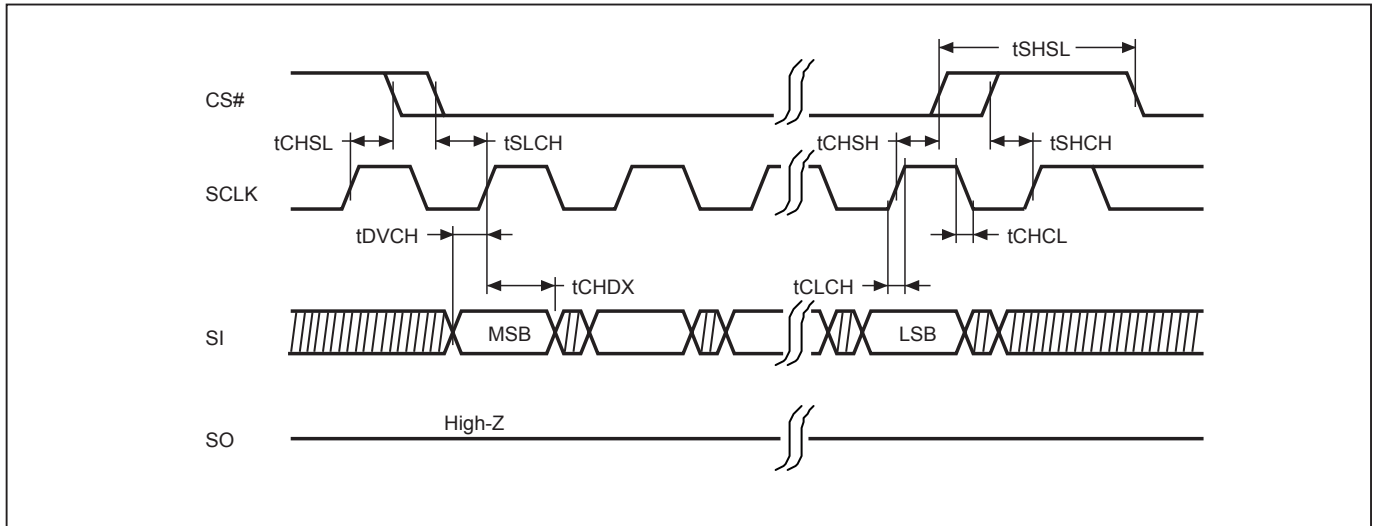 tSHSL
CS#
tCHSL
tSLCH
tCHSH
tSHCH
SCLK
tDVCH
tCHCL
tCHDX
tCLCH
SI
MSB
LSB
High-Z
SO